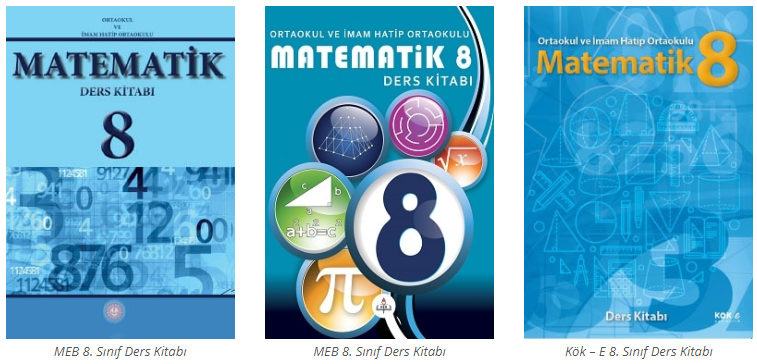 ORTAOKUL
VE
İMAM HATİP ORTAOKULU
MATEMATİK
DERS KİTABI
8
ORTAOKUL VE İMAM HATİP ORTAOKULU
MATEMATİK 8
DERS KİTABI
√x
c
b
a
a+b=c
8
π
Ortaokul ve İmam Hatip Ortaokulu
Matematik 8
Ders Kitabı
KÖK-e
MEB 8. Sınıf Ders Kitabı
MEB 8. Sınıf Ders Kitabı
Kök – E 8. Sınıf Ders Kitabı